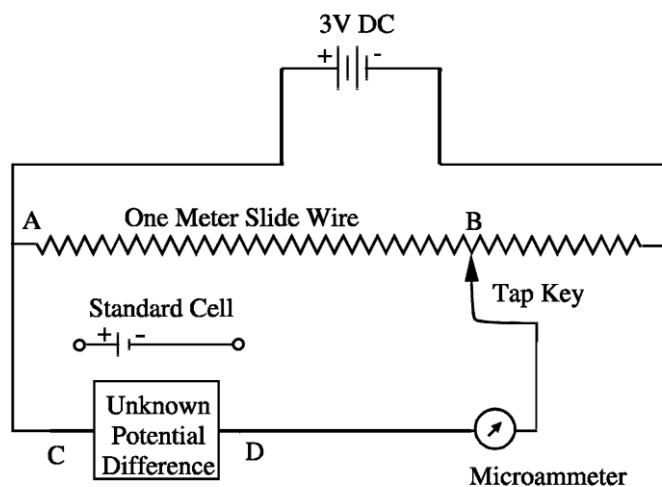 3V DC
+ -
A
One Meter Slide Wire
B
Tap Key
Standard Cell
+ -
Unknown
Potential
Difference
C
D
Microammeter